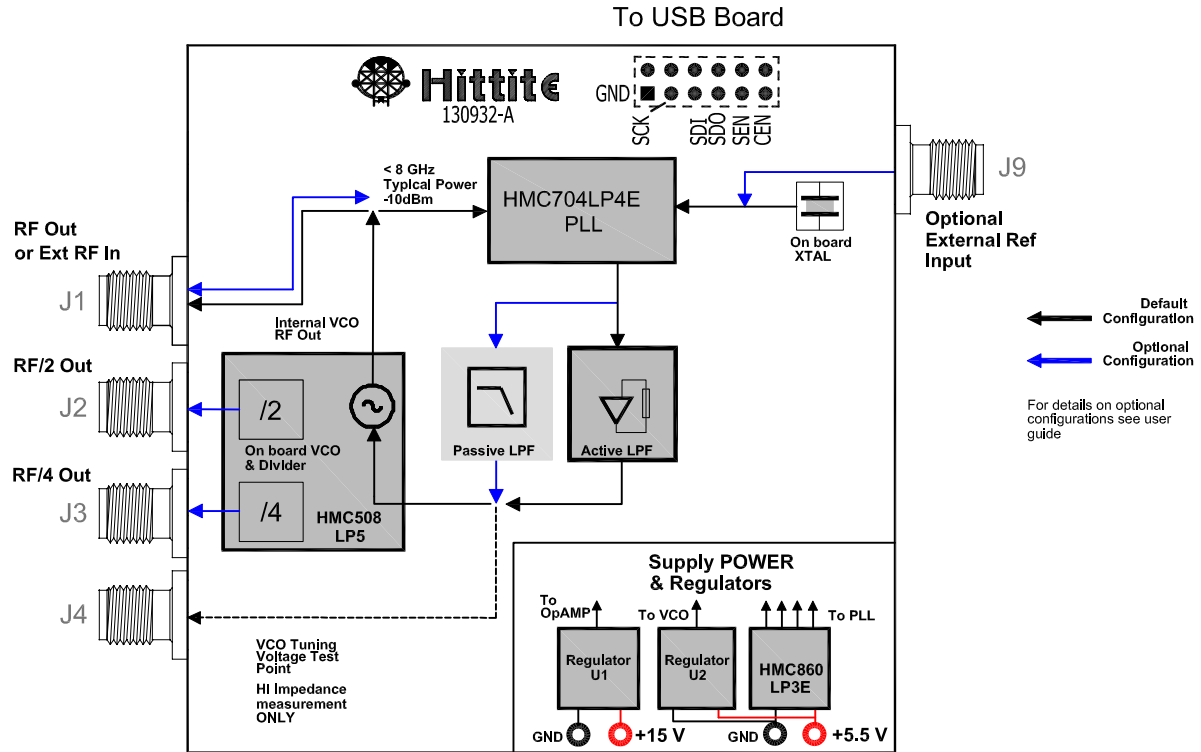 To USB Board
HittitE
130932-A
GND
SCK
SDI
SDO
SEN
CEN
< 8 GHz
Typical Power
-10dBm
HMC704LP4E
PLL
On board
XTAL
J9
Optional
External Ref
Input
RF Out
or Ext RF In
J1
Internal VCO
RF Out
Default
Configuration
Optional
Configuration
For details on optional
configurations see user
guide
RF/2 Out
J2
/2
On board VCO
& Divider
/4
HMC508
LP5
Passive LPF
Active LPF
RF/4 Out
J3
J4
VCO Tuning
Voltage Test
Point
HI Impedance
measurement
ONLY
Supply POWER
& Regulators
To
OpAMP
To VCO
To PLL
Regulator
U1
Regulator
U2
HMC860
LP3E
GND
+15 V
GND
+5.5 V